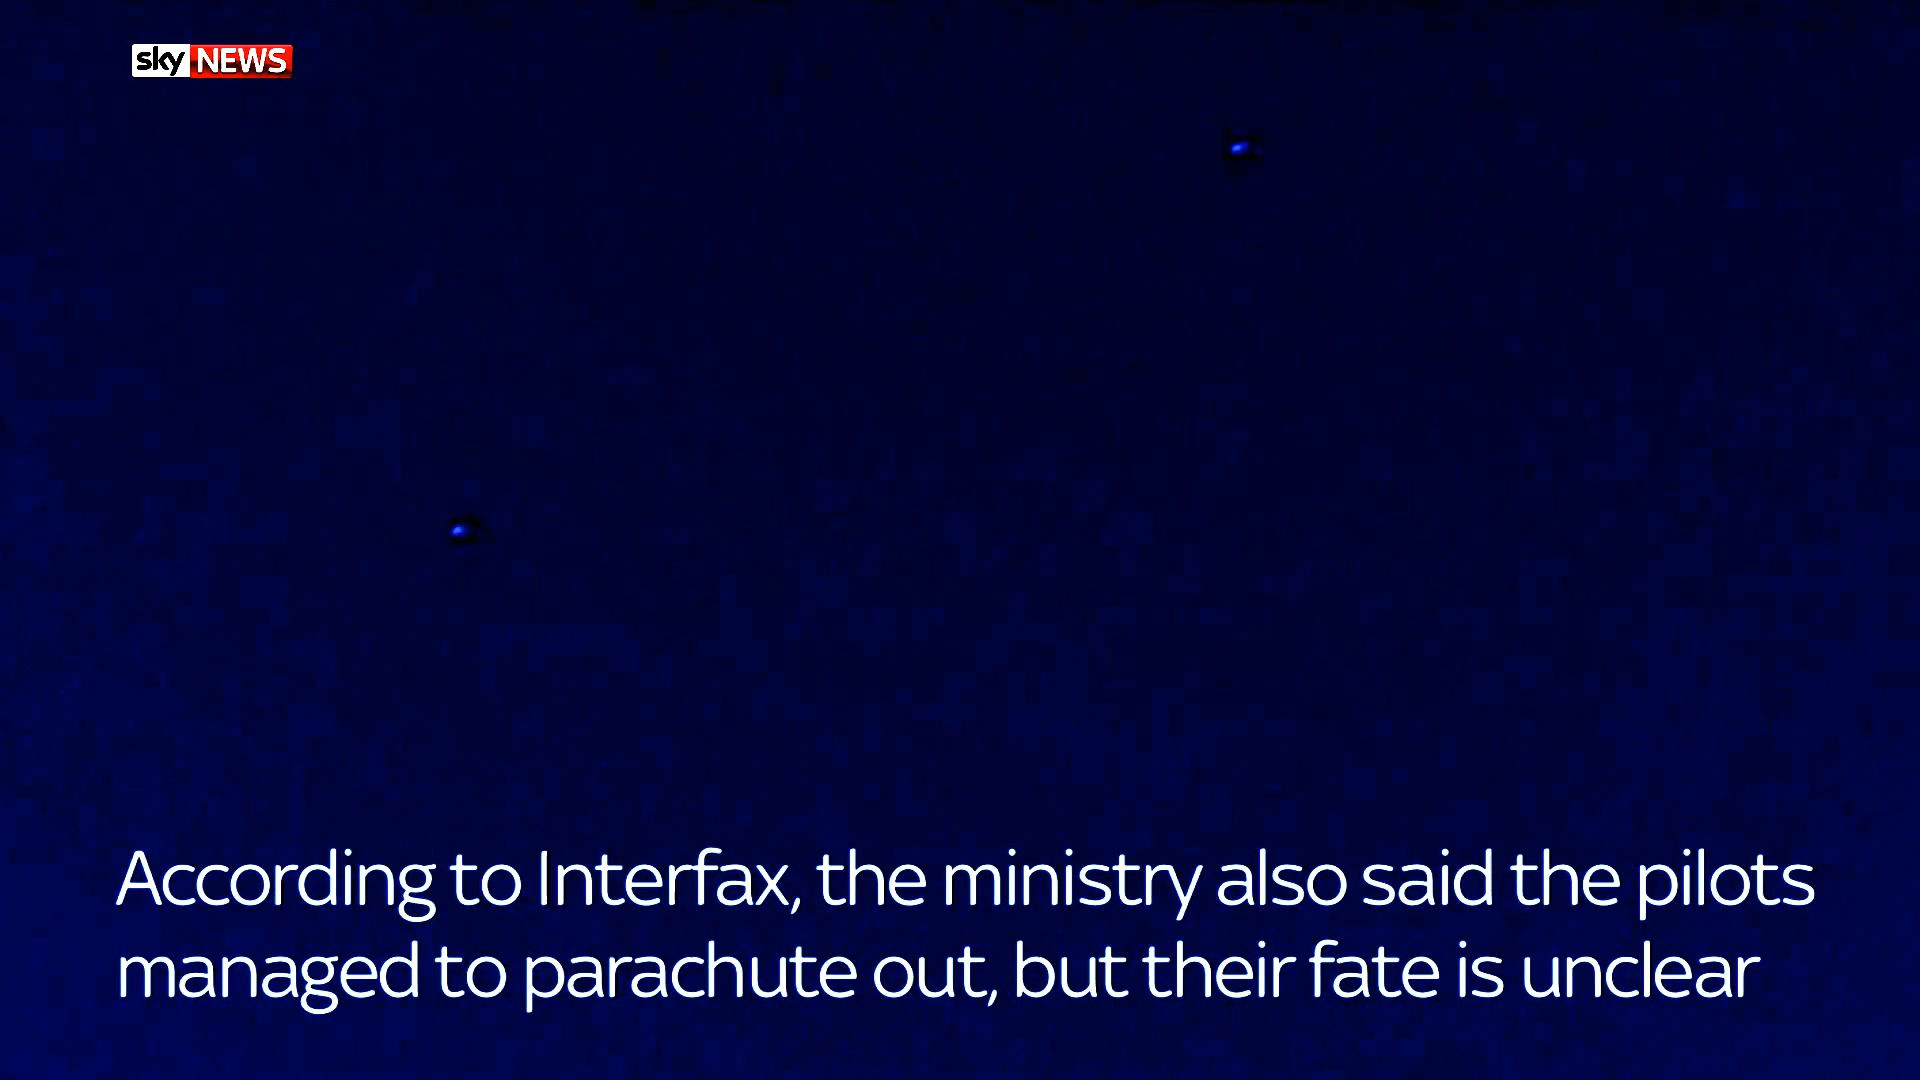 sky NEWS
According to Interfax, the ministry also said the pilots
managed to parachute out, but their fate is unclear